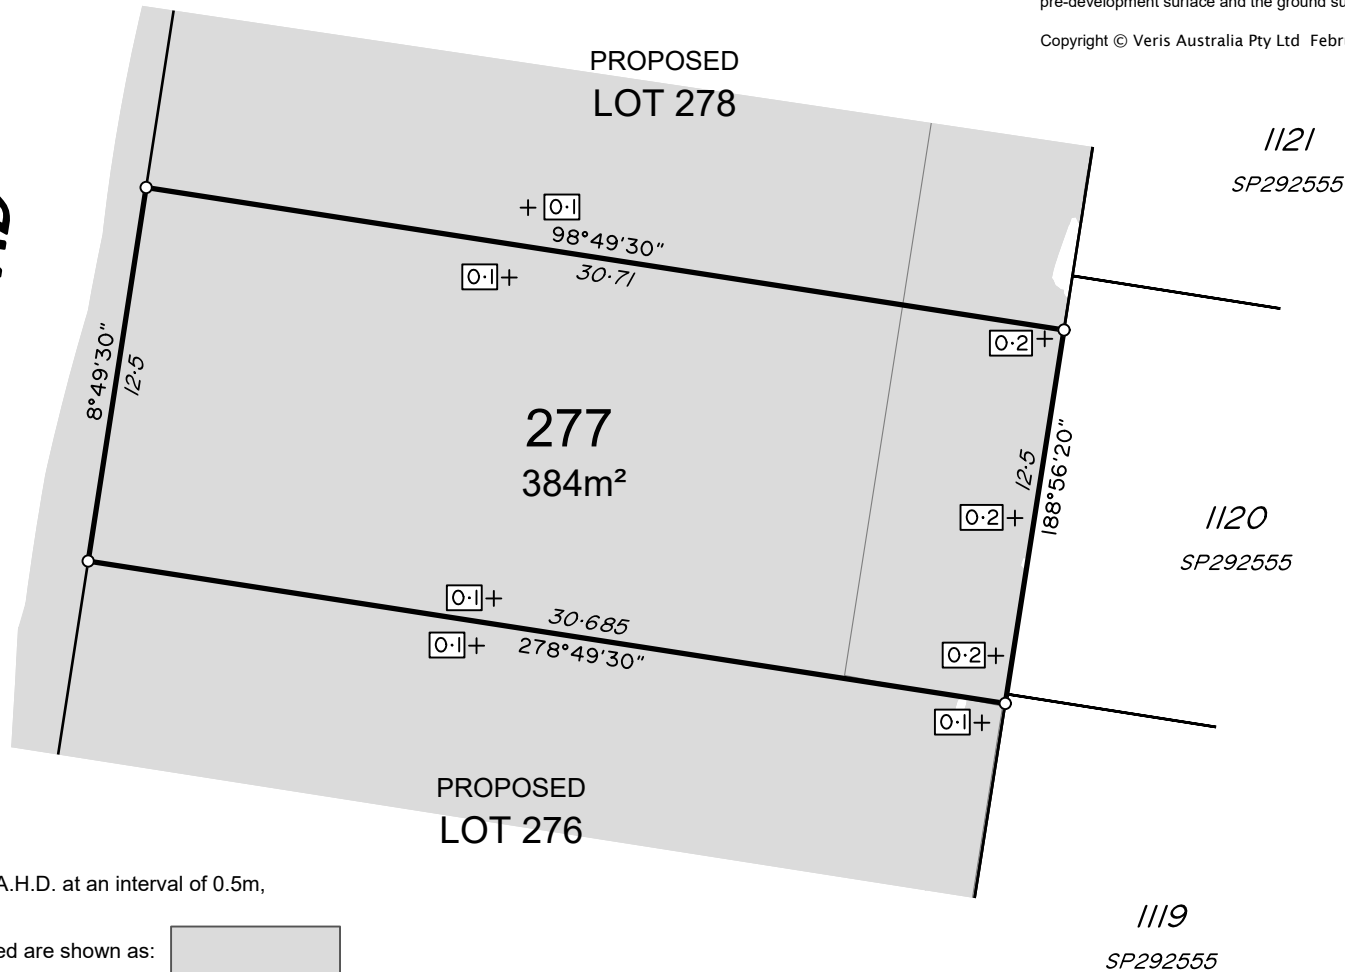 pre-development surface and the ground su
Copyright © Veris Australia Pty Ltd Febr
PROPOSED
LOT 278
1121
SP292555
0·1
98°49'30"
30·71
0·1
0·2
8°49'30"
12·5
277
384m²
12·5
188°56'20"
0·2
1120
SP292555
0·1
30·685
278°49'30"
0·1
0·2
0·1
PROPOSED
LOT 276
A.H.D. at an interval of 0.5m,
ed are shown as:
1119
SP292555